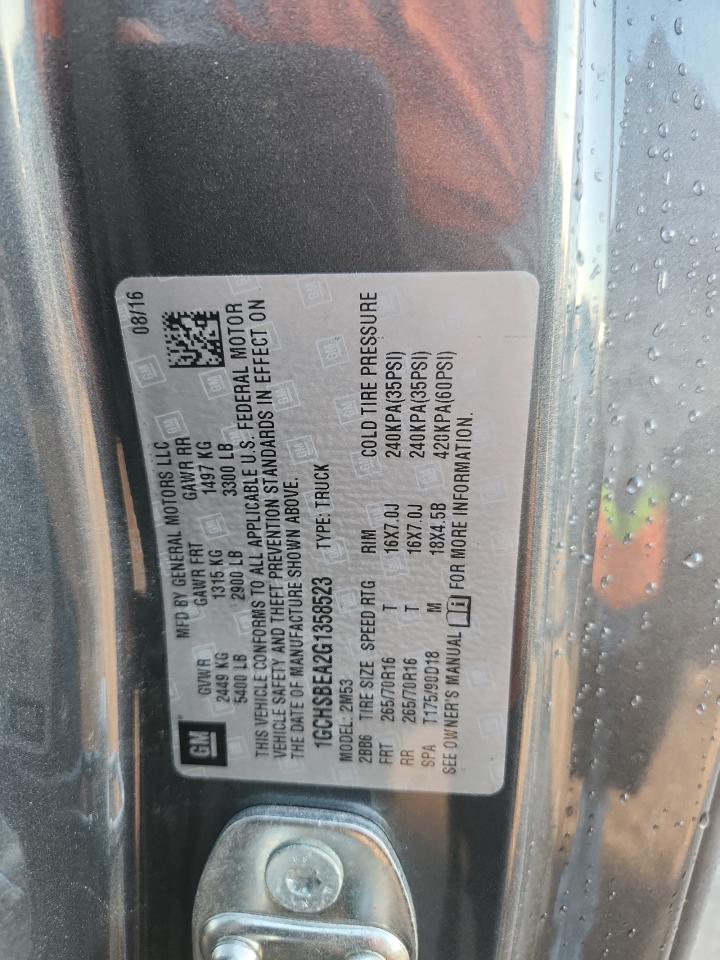 GM
MFD BY GENERAL MOTORS LLC 08/16
GVWR GAWR FRT GAWR RR
2449 KG 1315 KG 1497 KG
5400 LB 2900 LB 3300 LB
THIS VEHICLE CONFORMS TO ALL APPLICABLE U.S. FEDERAL MOTOR
VEHICLE SAFETY AND THEFT PREVENTION STANDARDS IN EFFECT ON
THE DATE OF MANUFACTURE SHOWN ABOVE.
1GCHSBEA2G1358523 TYPE: TRUCK
MODEL: 2M53
2BB6 TIRE SIZE SPEED RTG RIM COLD TIRE PRESSURE
FRT 265/70R16 T 16X7.0J 240KPA(35PSI)
RR 265/70R16 T 16X7.0J 240KPA(35PSI)
SPA T175/90D18 M 18X4.5B 420KPA(60PSI)
SEE OWNER'S MANUAL i FOR MORE INFORMATION.